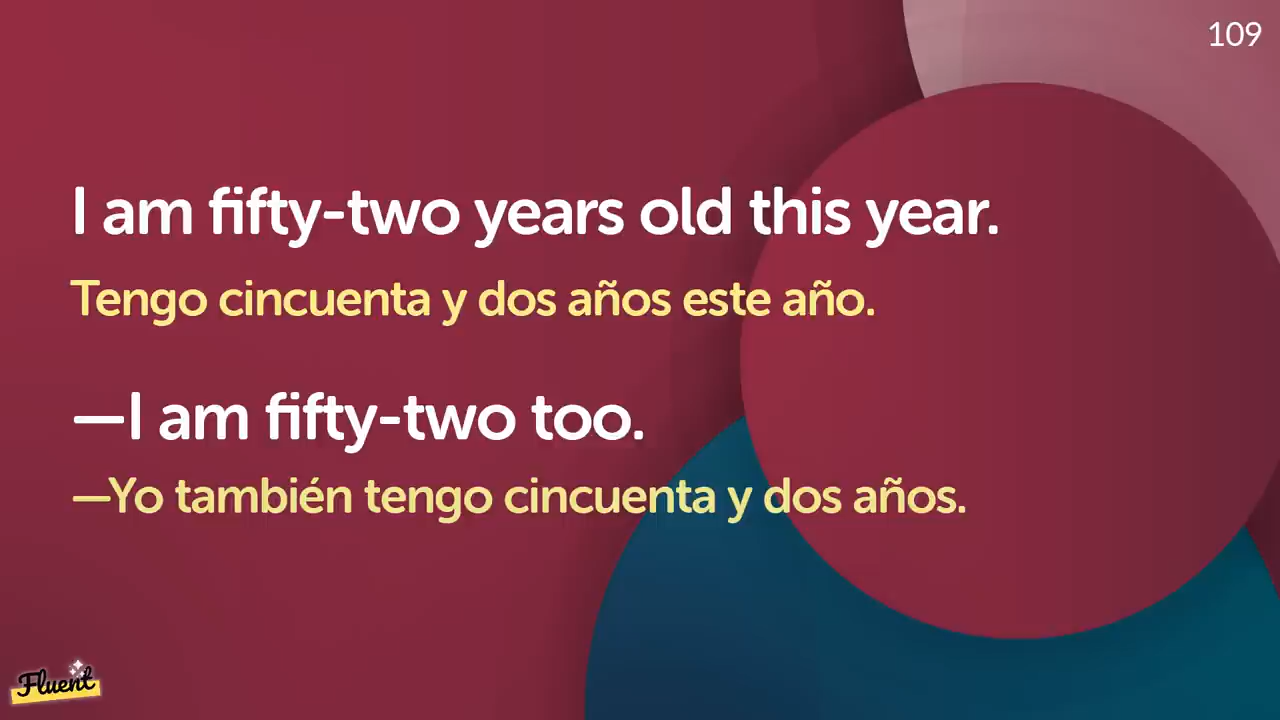 109
I am fifty-two years old this year.
Tengo cincuenta y dos años este año.
—I am fifty-two too.
—Yo también tengo cincuenta y dos años.
Fluent